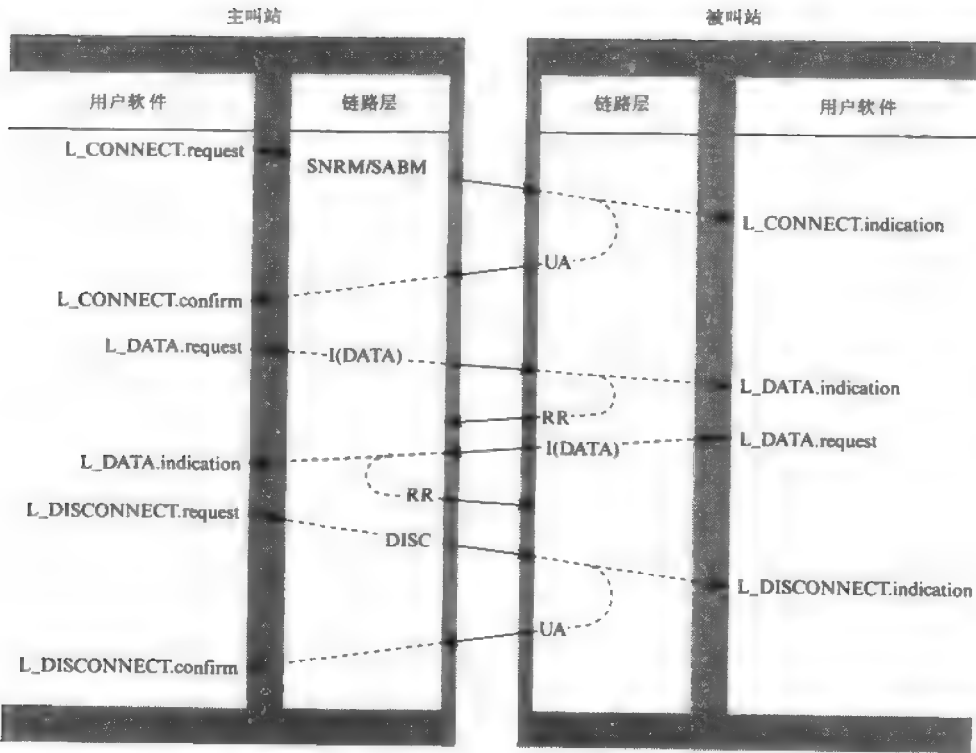 主叫站
被叫站
用户软件
链路层
链路层
用户软件
L_CONNECT.request
SNRM/SABM
L_CONNECT.indication
UA
L_CONNECT.confirm
L_DATA.request
I(DATA)
L_DATA.indication
RR
L_DATA.request
I(DATA)
L_DATA.indication
RR
L_DISCONNECT.request
DISC
L_DISCONNECT.indication
UA
L_DISCONNECT.confirm